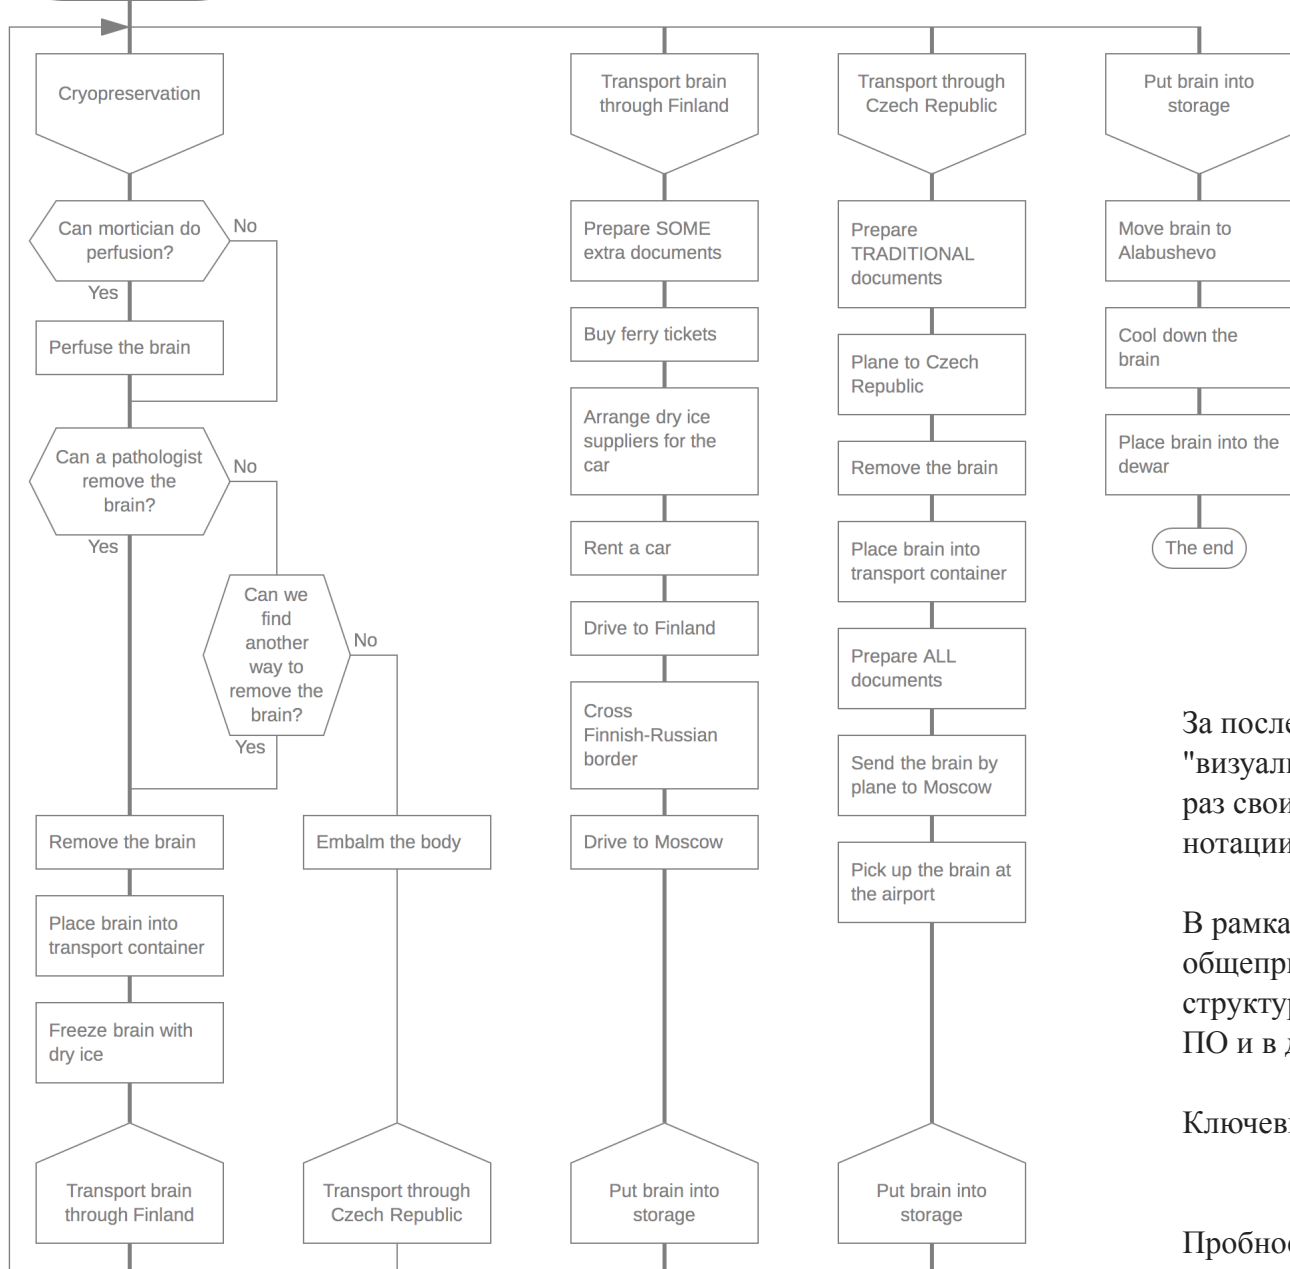 Cryopreservation
Can mortician do
perfusion?
No
Yes
Perfuse the brain
Can a pathologist
remove the
brain?
No
Yes
Can we
find
another
way to
remove the
brain?
No
Yes
Remove the brain
Place brain into
transport container
Freeze brain with
dry ice
Transport brain
through Finland
Embalm the body
Transport through
Czech Republic
Transport brain
through Finland
Prepare SOME
extra documents
Buy ferry tickets
Arrange dry ice
suppliers for the
car
Rent a car
Drive to Finland
Cross
Finnish-Russian
border
Drive to Moscow
Put brain into
storage
Transport through
Czech Republic
Prepare
TRADITIONAL
documents
Plane to Czech
Republic
Remove the brain
Place brain into
transport container
Prepare ALL
documents
Send the brain by
plane to Moscow
Pick up the brain at
the airport
Put brain into
storage
Put brain into
storage
Move brain to
Alabushevo
Cool down the
brain
Place brain into the
dewar
The end
За
раз
нотации
В
ПО и в